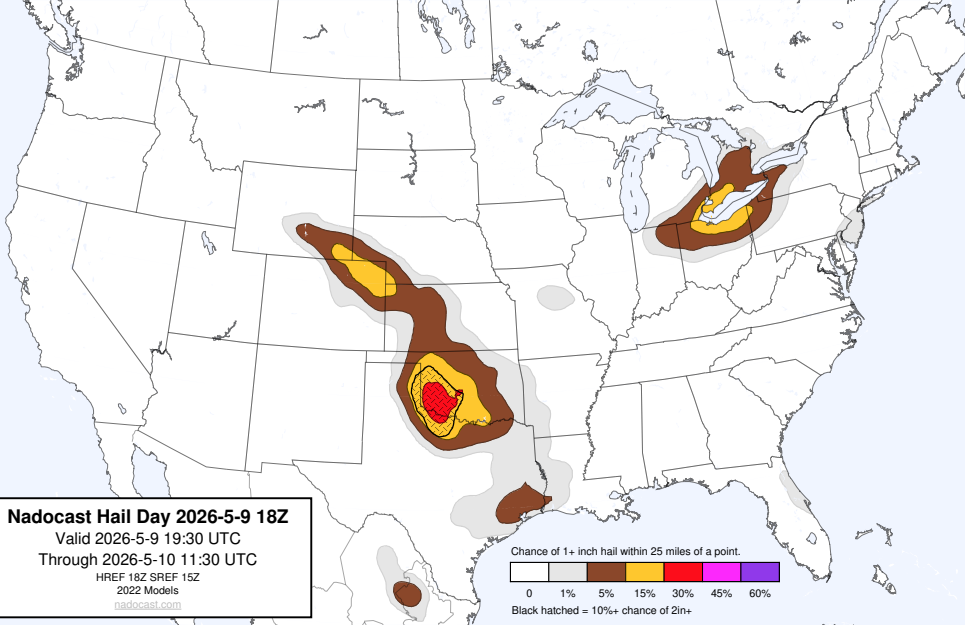 Nadocast Hail Day 2026-5-9 18Z
Valid 2026-5-9 19:30 UTC
Through 2026-5-10 11:30 UTC
HREF 18Z SREF 15Z
2022 Models
nadocast.com
Chance of 1+ inch hail within 25 miles of a point.
0 1% 5% 15% 30% 45% 60%
Black hatched = 10%+ chance of 2in+